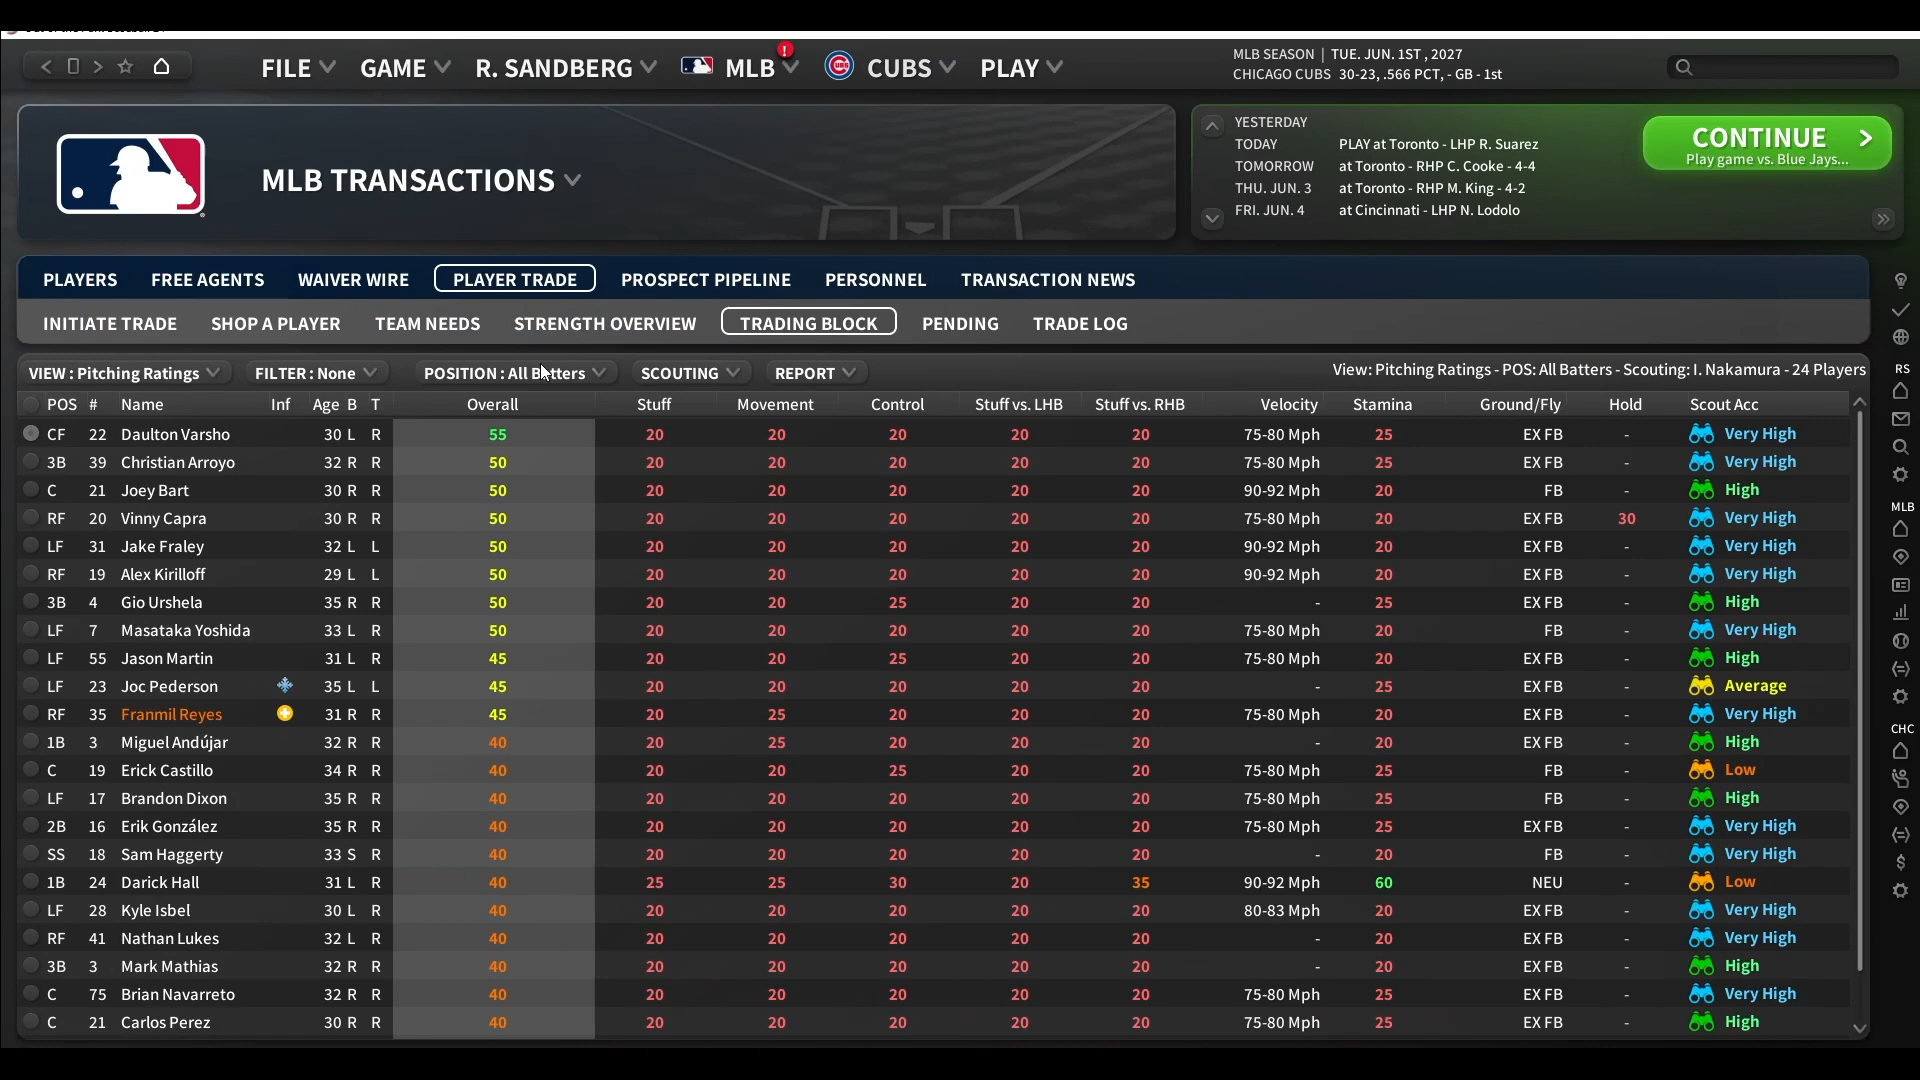 FILE GAME R. SANDBERG MLB ! CUBS PLAY
MLB SEASON | TUE. JUN. 1ST , 2027
CHICAGO CUBS 30-23, .566 PCT, - GB - 1st
MLB TRANSACTIONS
YESTERDAY
TODAY PLAY at Toronto - LHP R. Suarez
TOMORROW at Toronto - RHP C. Cooke - 4-4
THU. JUN. 3 at Toronto - RHP M. King - 4-2
FRI. JUN. 4 at Cincinnati - LHP N. Lodolo
CONTINUE
Play game vs. Blue Jays...
PLAYERS FREE AGENTS WAIVER WIRE PLAYER TRADE PROSPECT PIPELINE PERSONNEL TRANSACTION NEWS
INITIATE TRADE SHOP A PLAYER TEAM NEEDS STRENGTH OVERVIEW TRADING BLOCK PENDING TRADE LOG
VIEW : Pitching Ratings FILTER : None POSITION : All Batters SCOUTING REPORT View: Pitching Ratings - POS: All Batters - Scouting: I. Nakamura - 24 Players
POS # Name Inf Age B T Overall Stuff Movement Control Stuff vs. LHB Stuff vs. RHB Velocity Stamina Ground/Fly Hold Scout Acc
CF 22 Daulton Varsho 30 L R 55 20 20 20 20 20 75-80 Mph 25 EX FB - Very High
3B 39 Christian Arroyo 32 R R 50 20 20 20 20 20 75-80 Mph 25 EX FB - Very High
C 21 Joey Bart 30 R R 50 20 20 20 20 20 90-92 Mph 20 FB - High
RF 20 Vinny Capra 30 R R 50 20 20 20 20 20 75-80 Mph 20 EX FB 30 Very High
LF 31 Jake Fraley 32 L L 50 20 20 20 20 20 90-92 Mph 20 EX FB - Very High
RF 19 Alex Kirilloff 29 L L 50 20 20 20 20 20 90-92 Mph 20 EX FB - Very High
3B 4 Gio Urshela 35 R R 50 20 20 25 20 20 - 25 EX FB - High
LF 7 Masataka Yoshida 33 L R 50 20 20 20 20 20 75-80 Mph 20 FB - Very High
LF 55 Jason Martin 31 L R 45 20 20 25 20 20 75-80 Mph 20 EX FB - High
LF 23 Joc Pederson 35 L L 45 20 20 20 20 20 - 25 EX FB - Average
RF 35 Franmil Reyes 31 R R 45 20 25 20 20 20 75-80 Mph 20 EX FB - Very High
1B 3 Miguel Andújar 32 R R 40 20 25 20 20 20 - 20 EX FB - High
C 19 Erick Castillo 34 R R 40 20 20 25 20 20 75-80 Mph 25 FB - Low
LF 17 Brandon Dixon 35 R R 40 20 20 20 20 20 75-80 Mph 25 FB - High
2B 16 Erik González 35 R R 40 20 20 20 20 20 75-80 Mph 25 EX FB - Very High
SS 18 Sam Haggerty 33 S R 40 20 20 20 20 20 - 20 FB - Very High
1B 24 Darick Hall 31 L R 40 25 25 30 20 35 90-92 Mph 60 NEU - Low
LF 28 Kyle Isbel 30 L R 40 20 20 20 20 20 80-83 Mph 20 EX FB - Very High
RF 41 Nathan Lukes 32 L R 40 20 20 20 20 20 - 20 EX FB - Very High
3B 3 Mark Mathias 32 R R 40 20 20 20 20 20 - 20 EX FB - High
C 75 Brian Navarreto 32 R R 40 20 20 20 20 20 75-80 Mph 25 EX FB - Very High
C 21 Carlos Perez 30 R R 40 20 20 20 20 20 75-80 Mph 25 EX FB - High
RS
MLB
CHC